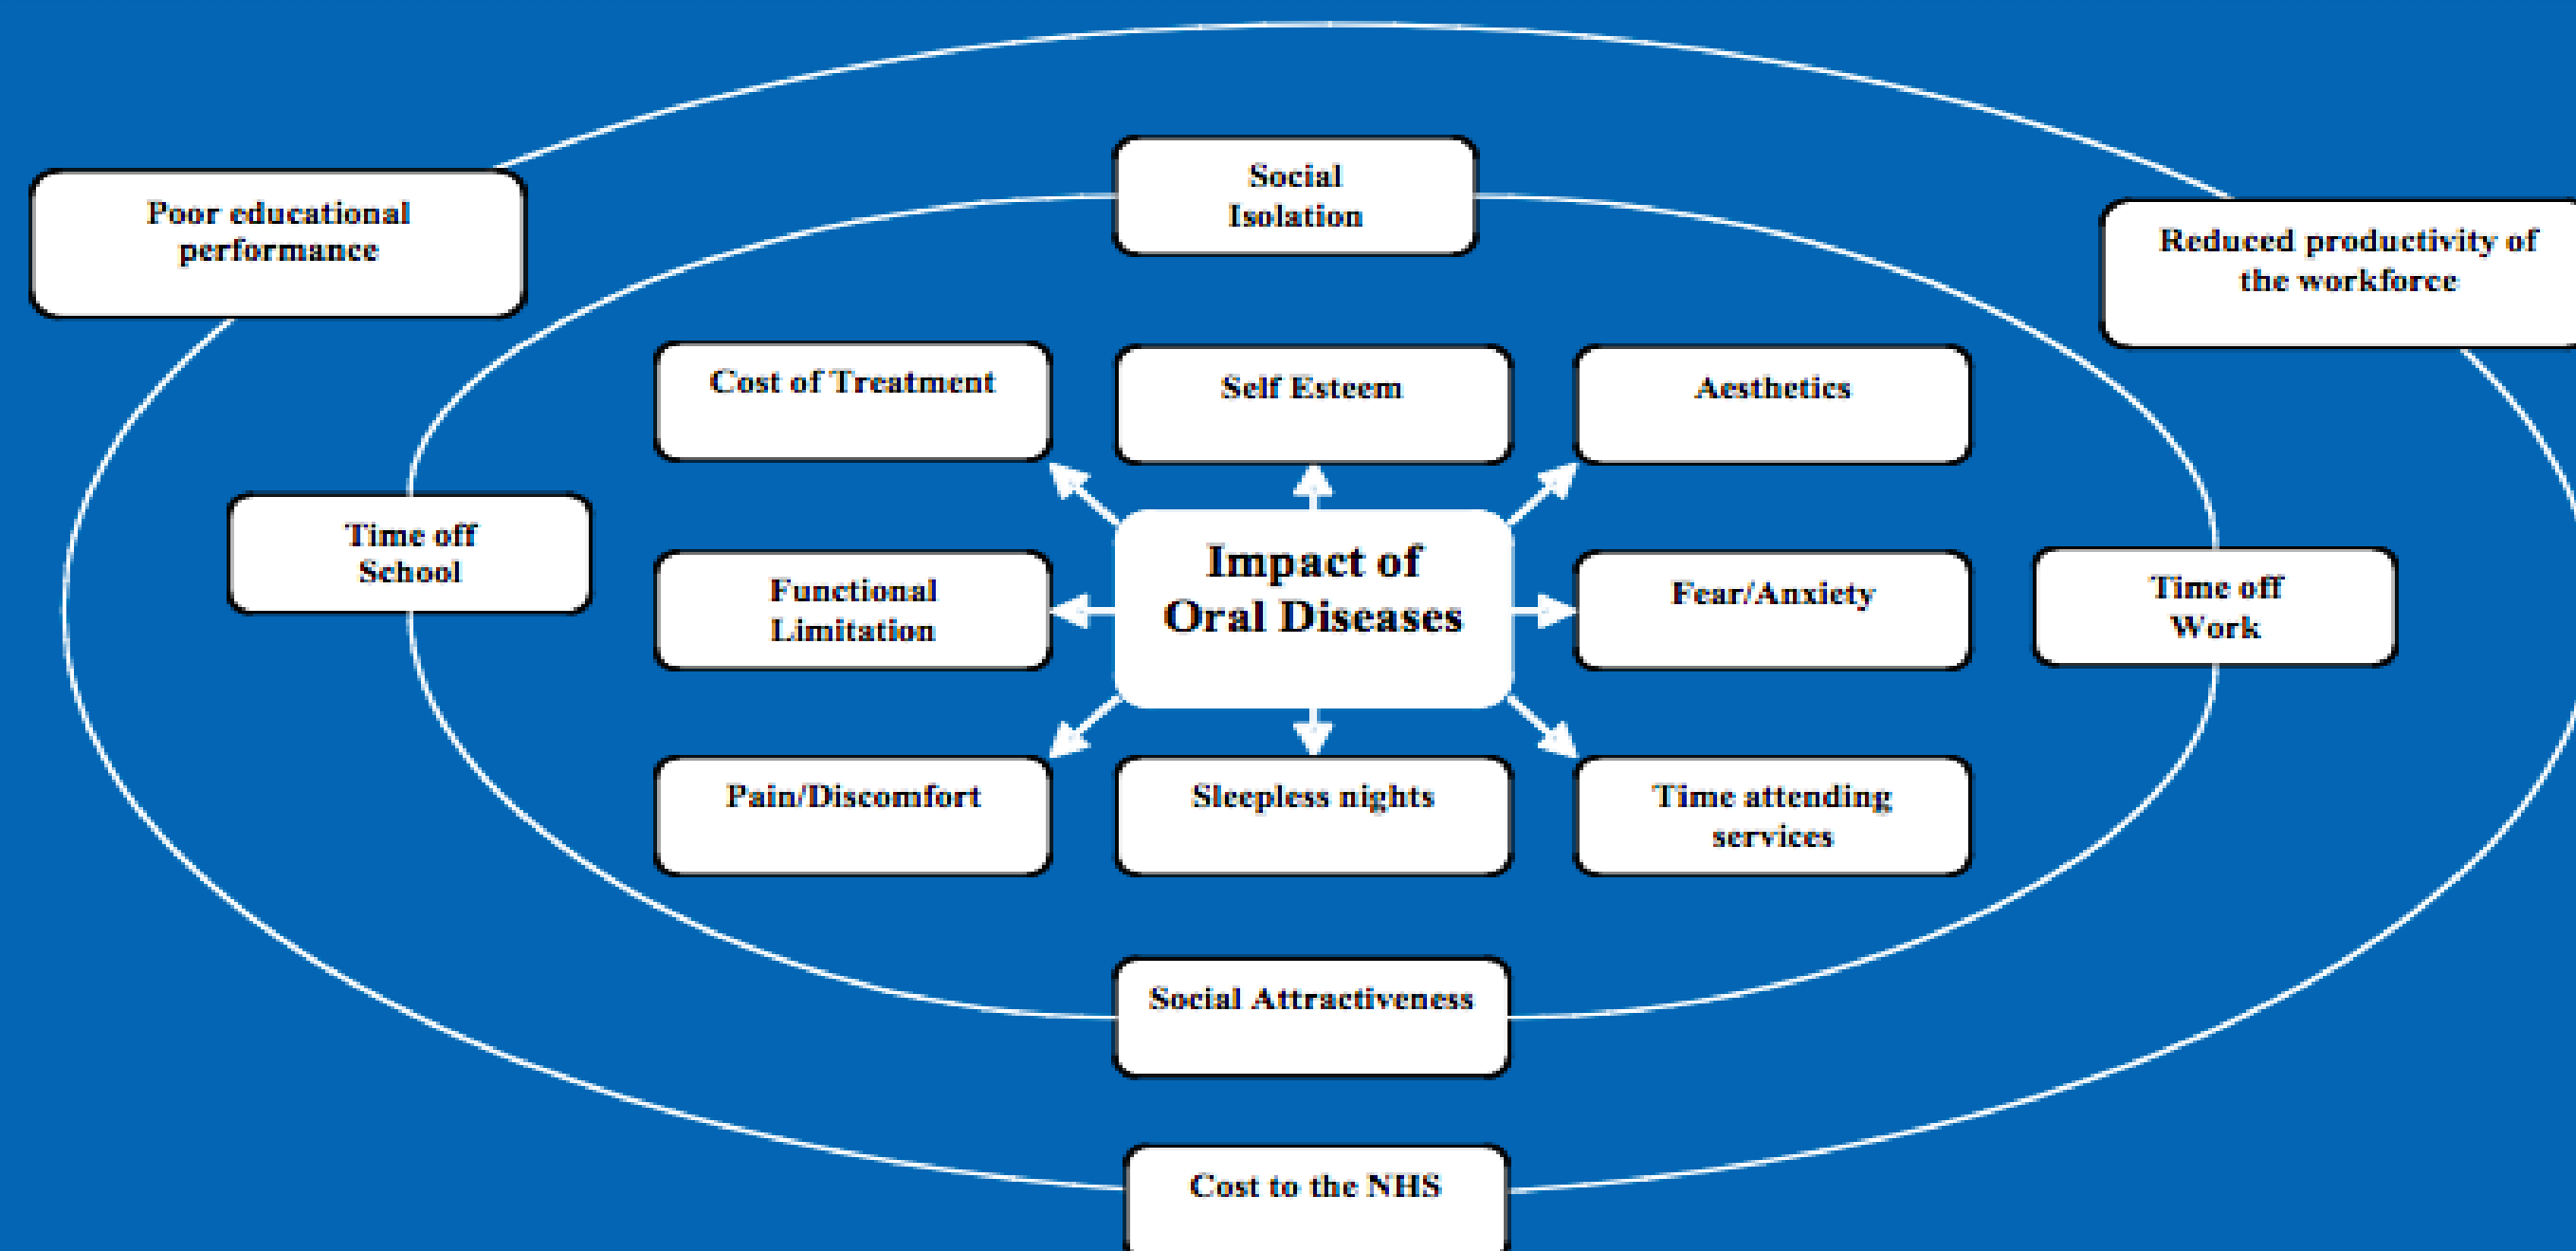 Social
Isolation
Poor educational
performance
Reduced productivity of
the workforce
Cost of Treatment
Self Esteem
Aesthetics
Time off
School
Functional
Limitation
Impact of
Oral Diseases
Fear/Anxiety
Time off
Work
Pain/Discomfort
Sleepless nights
Time attending
services
Social Attractiveness
Cost to the NHS